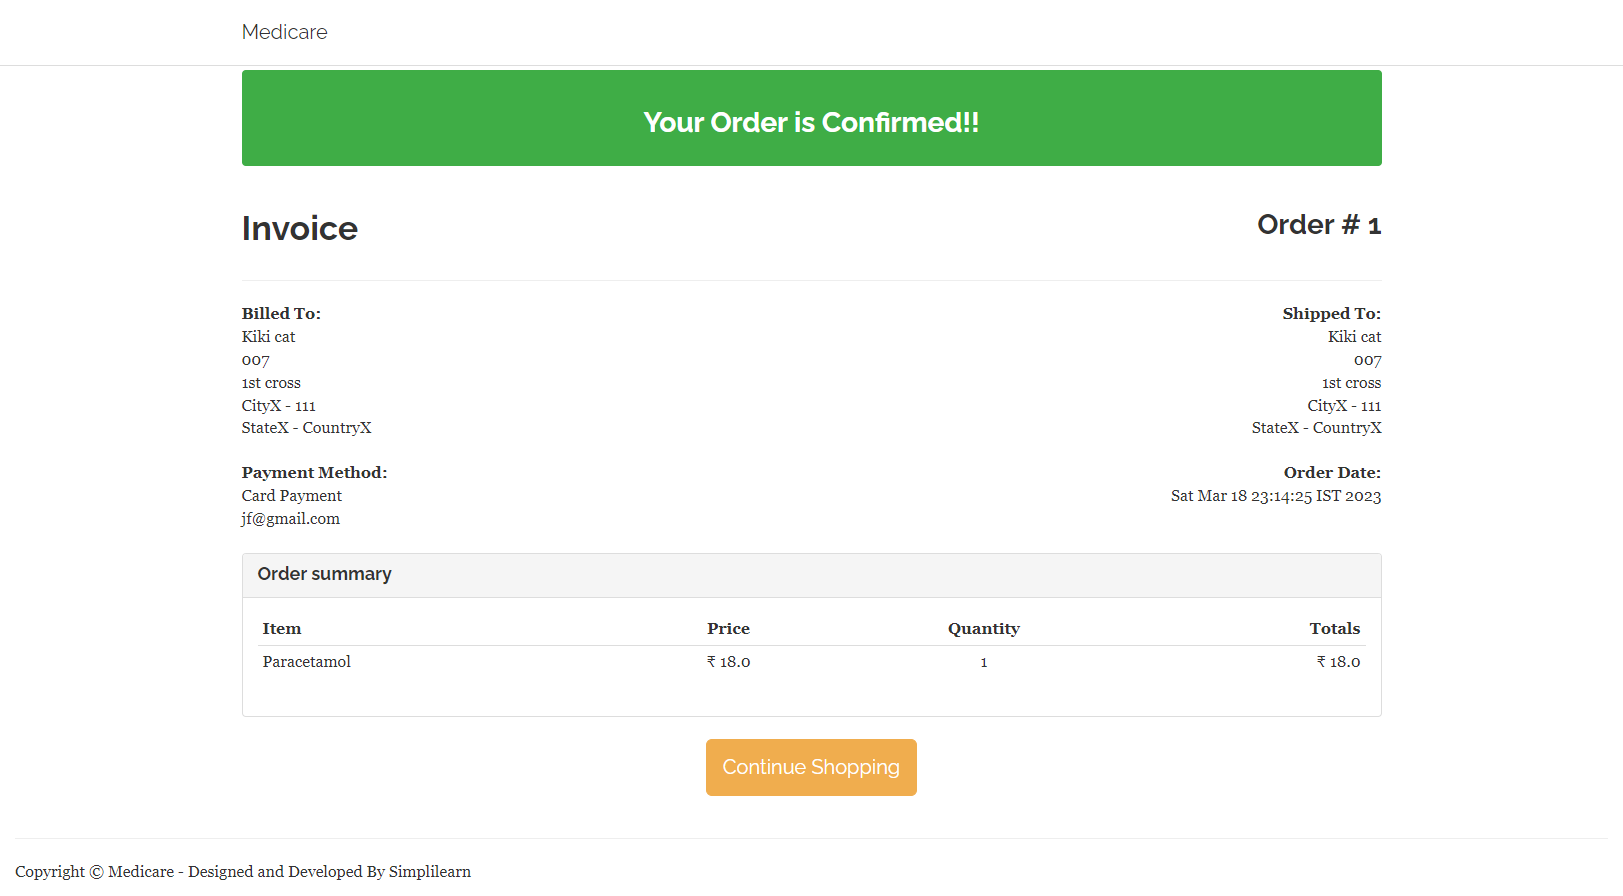 Medicare
Your Order is Confirmed!!
Invoice
Order # 1
Billed To:
Kiki cat
007
1st cross
CityX - 111
StateX - CountryX
Shipped To:
Kiki cat
007
1st cross
CityX - 111
StateX - CountryX
Payment Method:
Card Payment
jf@gmail.com
Order Date:
Sat Mar 18 23:14:25 IST 2023
Order summary
Item Price Quantity Totals
Paracetamol ₹ 18.0 1 ₹ 18.0
Continue Shopping
Copyright © Medicare - Designed and Developed By Simplilearn